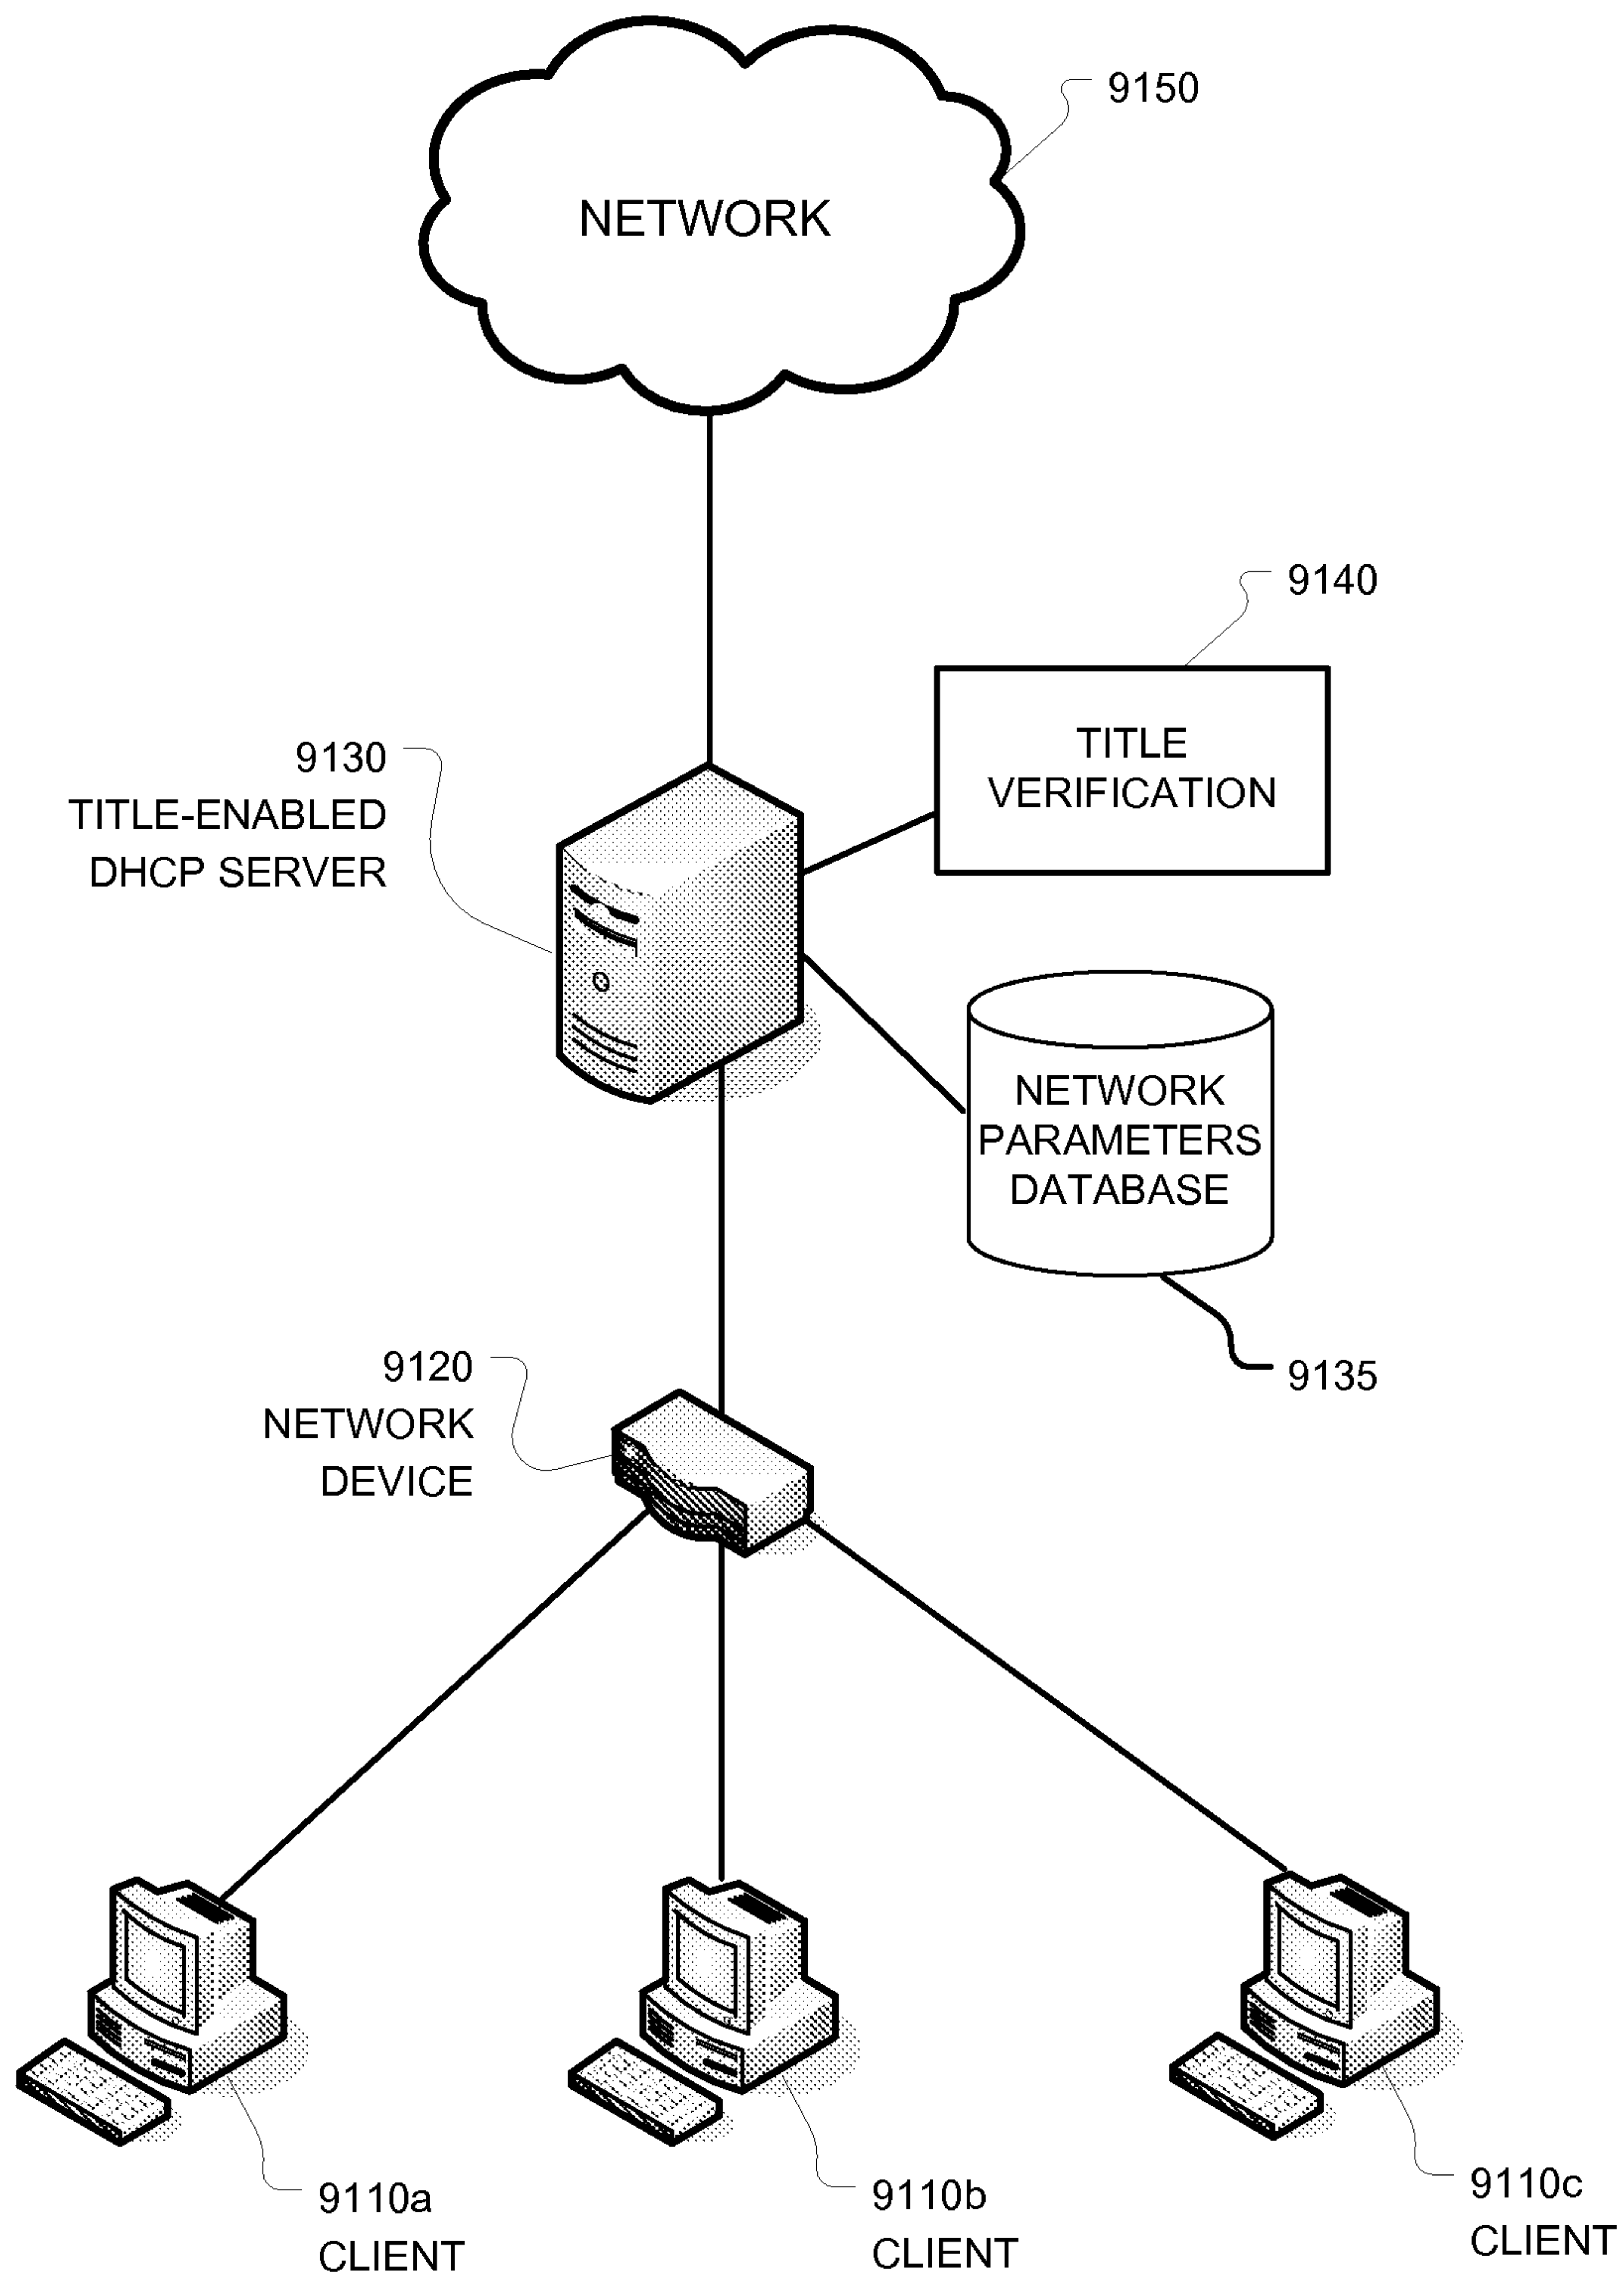 9150
NETWORK
9140
TITLE
VERIFICATION
9130
TITLE-ENABLED
DHCP SERVER
NETWORK
PARAMETERS
DATABASE
9135
9120
NETWORK
DEVICE
9110a
CLIENT
9110b
CLIENT
9110c
CLIENT